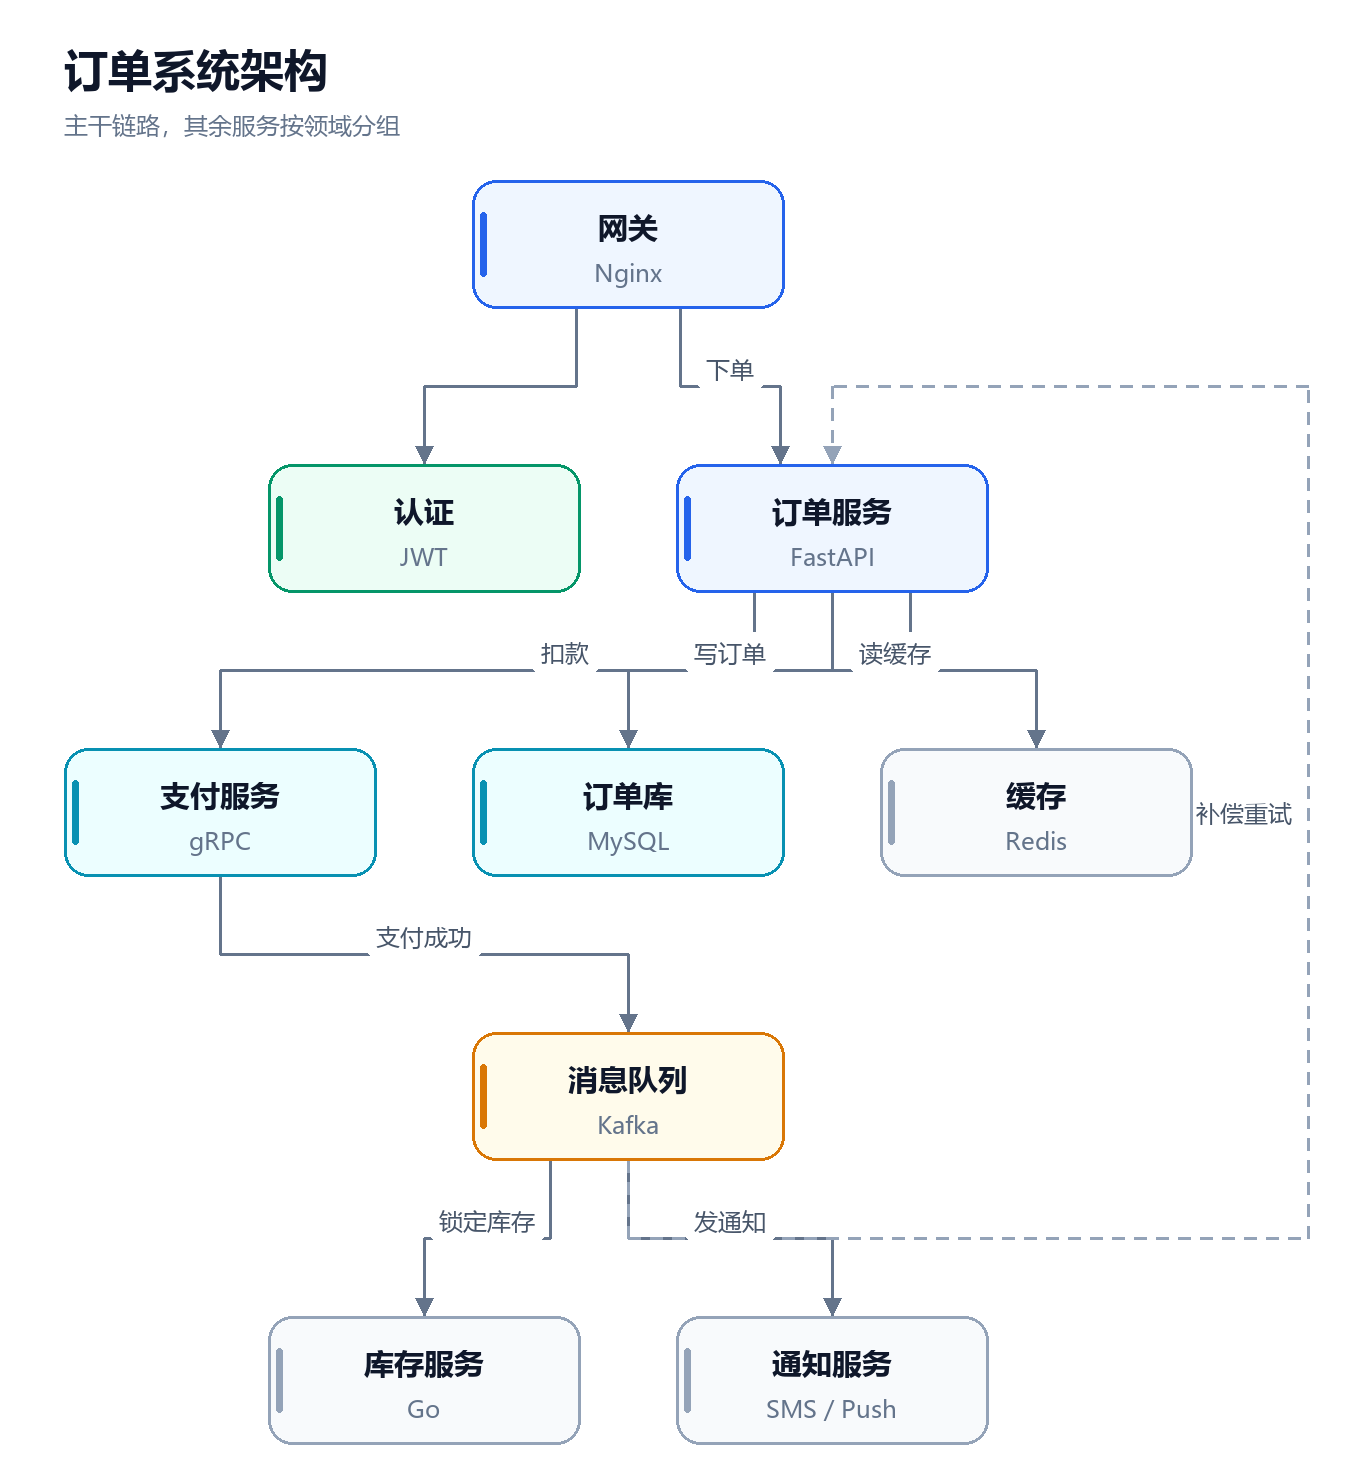 订单系统架构
主干链路，其余服务按领域分组
网关
Nginx
下单
认证
JWT
订单服务
FastAPI
扣款
写订单
读缓存
支付服务
gRPC
订单库
MySQL
缓存
Redis
补偿重试
支付成功
消息队列
Kafka
锁定库存
发通知
库存服务
Go
通知服务
SMS / Push